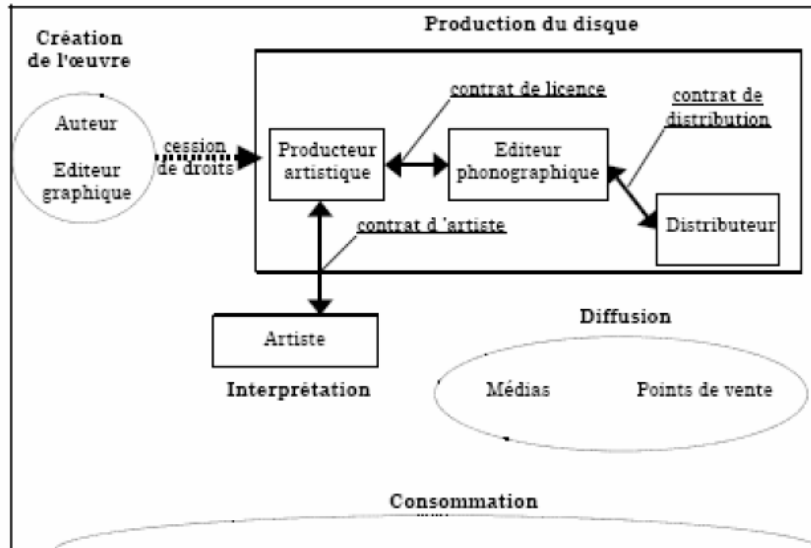 Création
de l'œuvre
Production du disque
Auteur
Editeur
graphique
cession
de droits
Producteur
artistique
contrat de licence
Editeur
phonographique
contrat de
distribution
Distributeur
contrat d 'artiste
Artiste
Interprétation
Diffusion
Médias
Points de vente
Consommation